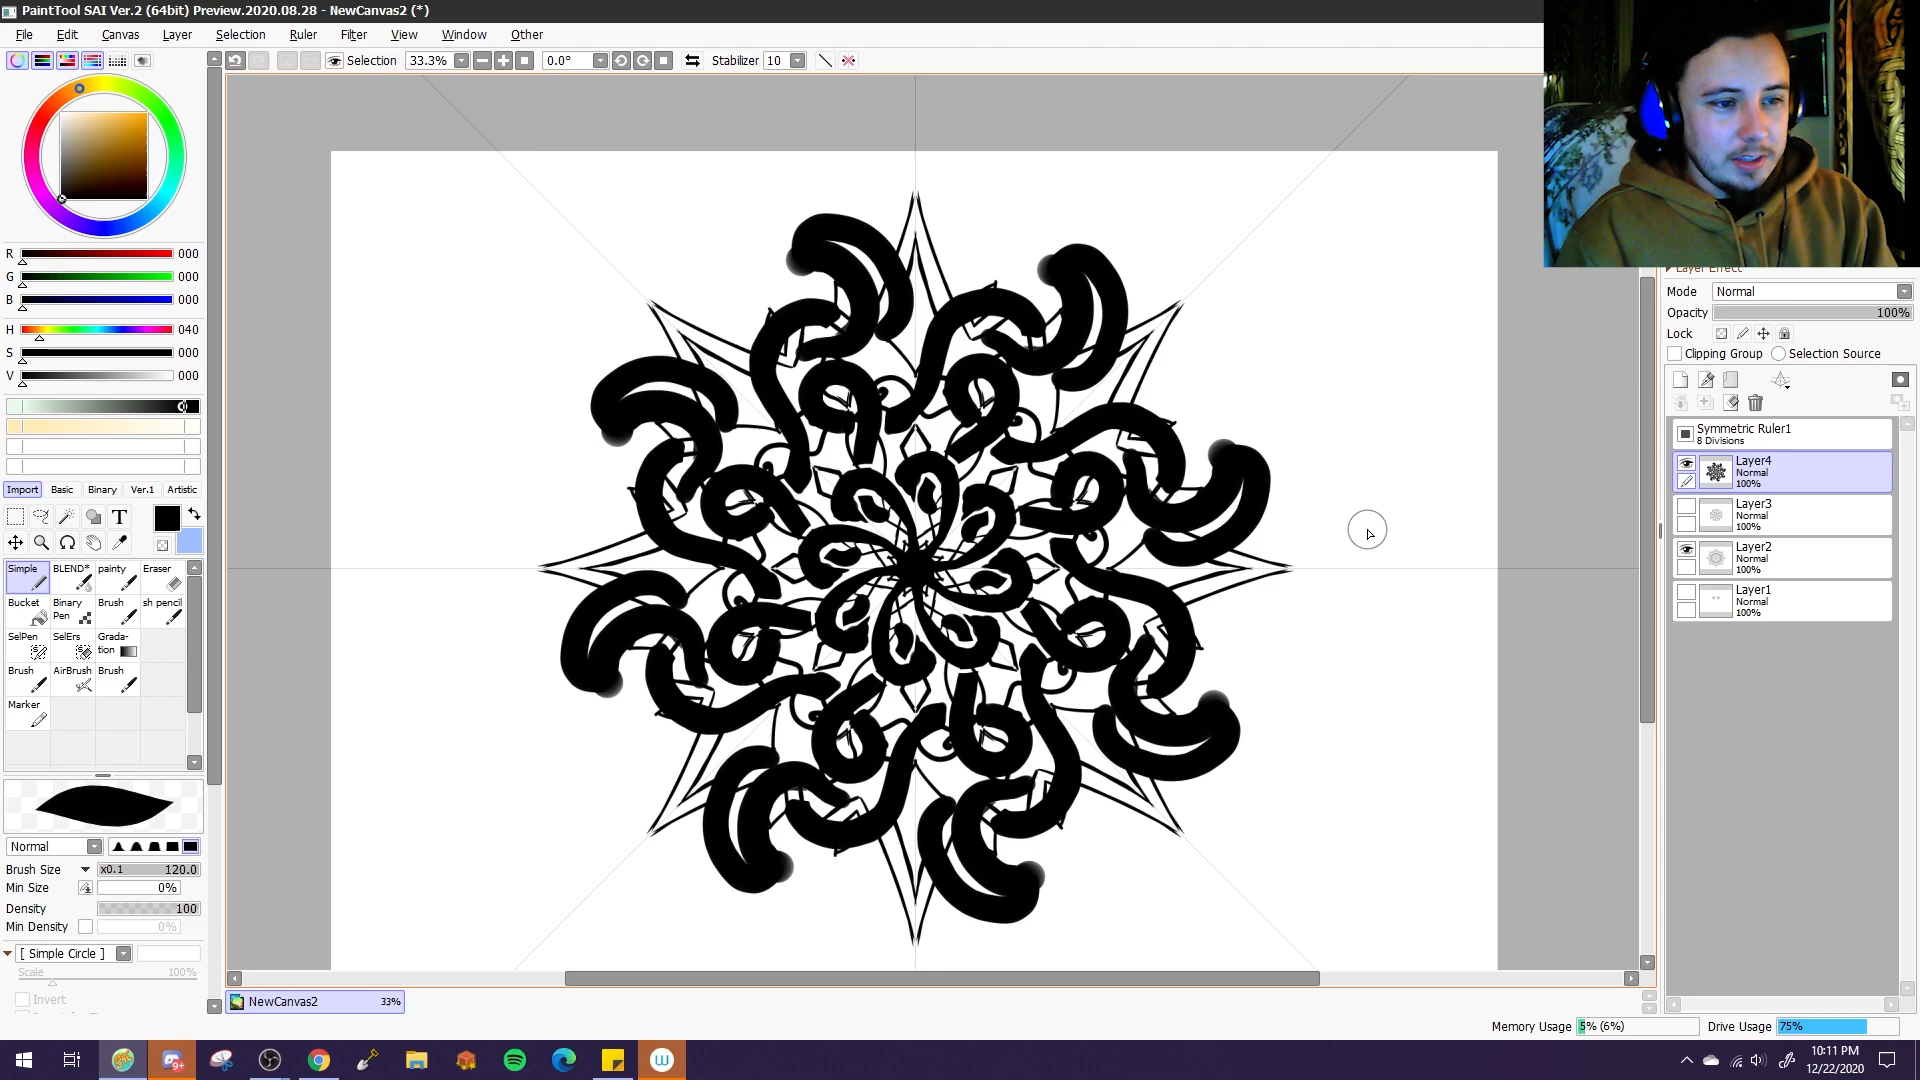 PaintTool SAI Ver.2 (64bit) Preview.2020.08.28 - NewCanvas2 (*)
File Edit Canvas Layer Selection Ruler Filter View Window Other
Selection 33.3% 0.0° Stabilizer 10
R 000
G 000
B 000
H 040
S 000
V 000
Import Basic Binary Ver.1 Artistic
T
Simple BLEND* painty Eraser
Bucket Binary Pen Brush sh pencil
SelPen SelErs Grada-tion
Brush AirBrush Brush
Marker
Normal
Brush Size x0.1 120.0
Min Size 0%
Density 100
Min Density 0%
[ Simple Circle ]
Scale 100%
Invert
NewCanvas2 33%
Layer Effect
Mode Normal
Opacity 100%
Lock
Clipping Group Selection Source
Symmetric Ruler1
8 Divisions
Layer4
Normal
100%
Layer3
Normal
100%
Layer2
Normal
100%
Layer1
Normal
100%
Memory Usage 5% (6%) Drive Usage 75%
9+
W
10:11 PM
12/22/2020